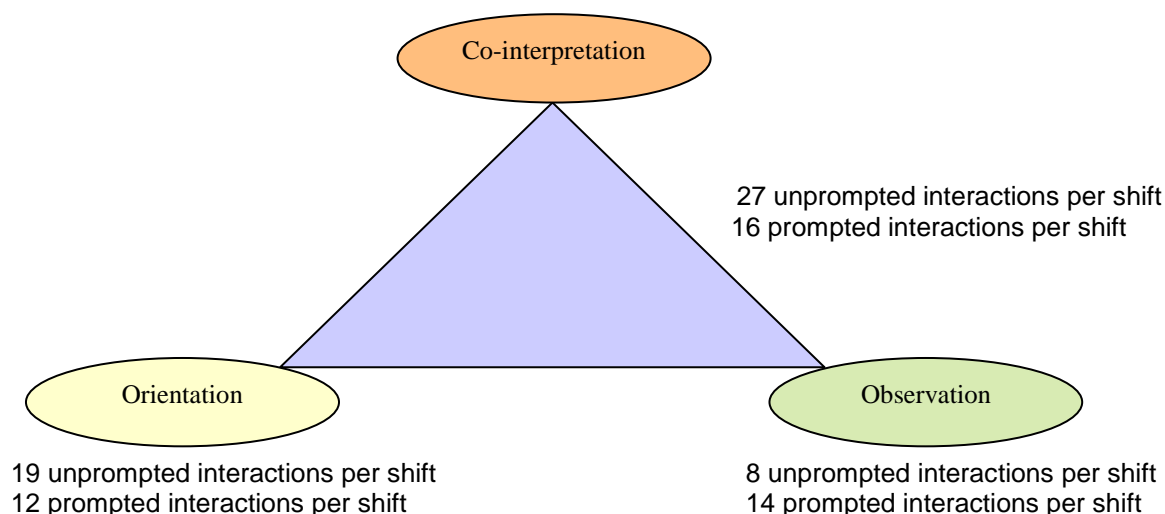 Co-interpretation
27 unprompted interactions per shift
16 prompted interactions per shift
Orientation
Observation
19 unprompted interactions per shift
12 prompted interactions per shift
8 unprompted interactions per shift
14 prompted interactions per shift